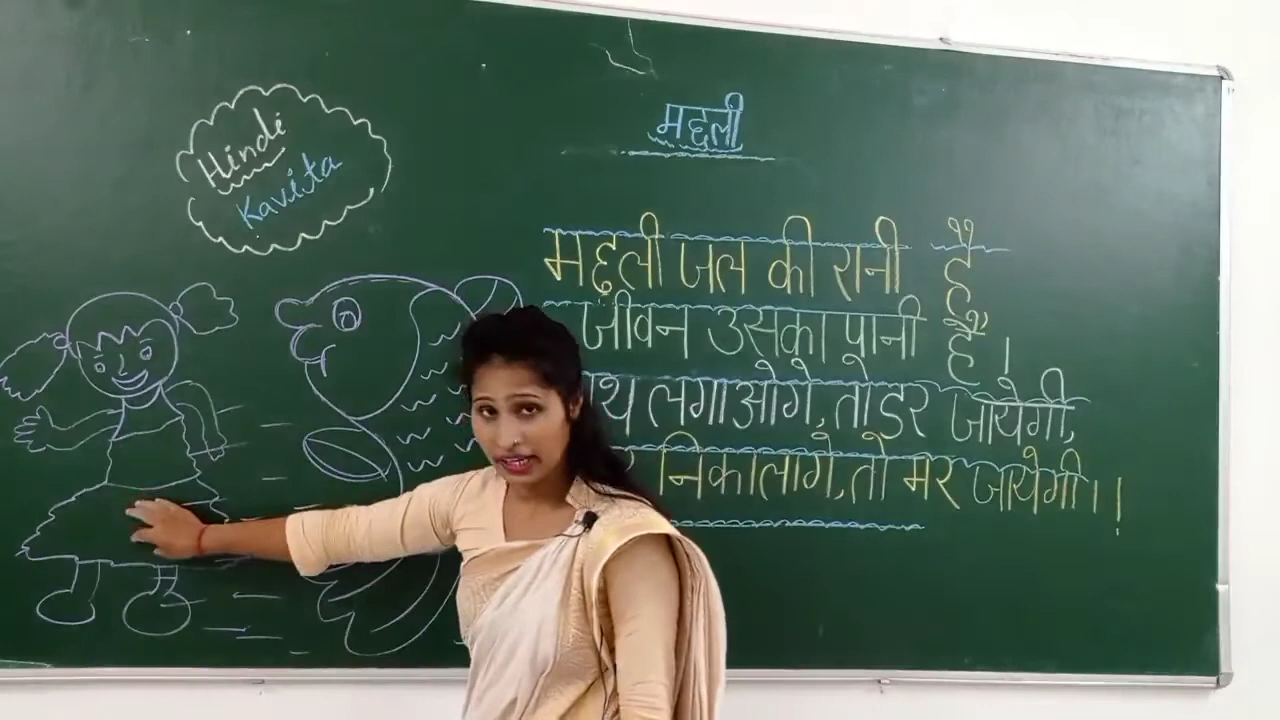 Hindi
Kavita
मछली
मछली जल की रानी है
जीवन उसका पानी है।
लगाओगे, तो डर जायेगी,
निकालागे, तो मर जायेगी।।